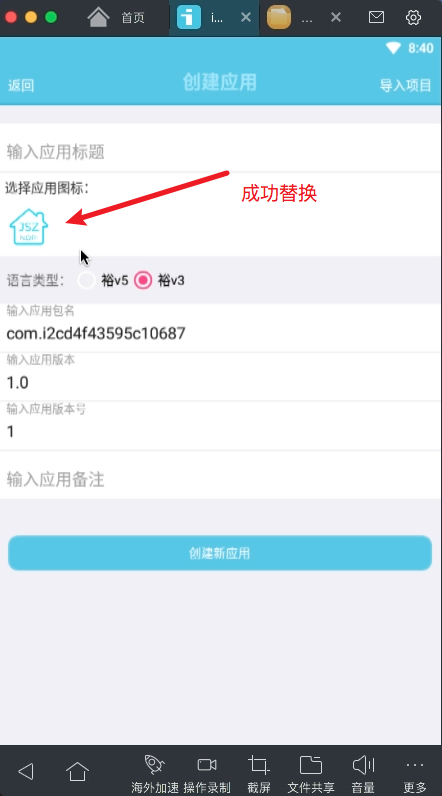 首页
i...
...
8:40
返回
创建应用
导入项目
输入应用标题
选择应用图标：
成功替换
JSZ
语言类型： 裕v5 裕v3
输入应用包名
com.i2cd4f43595c10687
输入应用版本
1.0
输入应用版本号
1
输入应用备注
创建新应用
海外加速 操作录制 截屏 文件共享 音量 更多